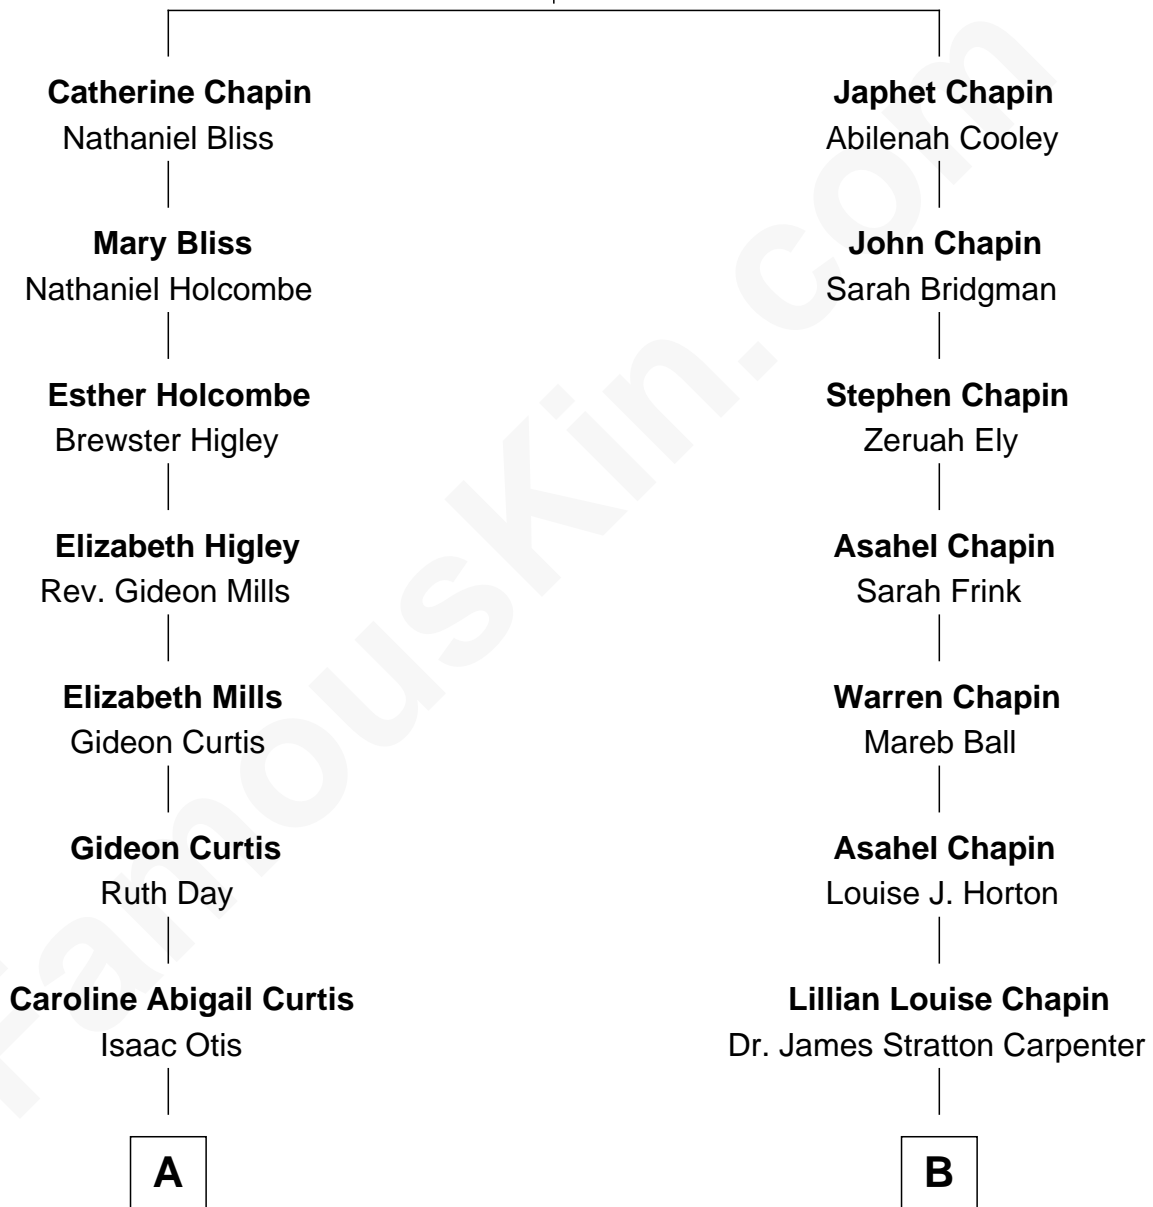 Catherine Chapin
Nathaniel Bliss
Mary Bliss
Nathaniel Holcombe
Esther Holcombe
Brewster Higley
Elizabeth Higley
Rev. Gideon Mills
Elizabeth Mills
Gideon Curtis
Gideon Curtis
Ruth Day
Caroline Abigail Curtis
Isaac Otis
A
Japhet Chapin
Abilenah Cooley
John Chapin
Sarah Bridgman
Stephen Chapin
Zeruah Ely
Asahel Chapin
Sarah Frink
Warren Chapin
Mareb Ball
Asahel Chapin
Louise J. Horton
Lillian Louise Chapin
Dr. James Stratton Carpenter
B
FamousKin.com